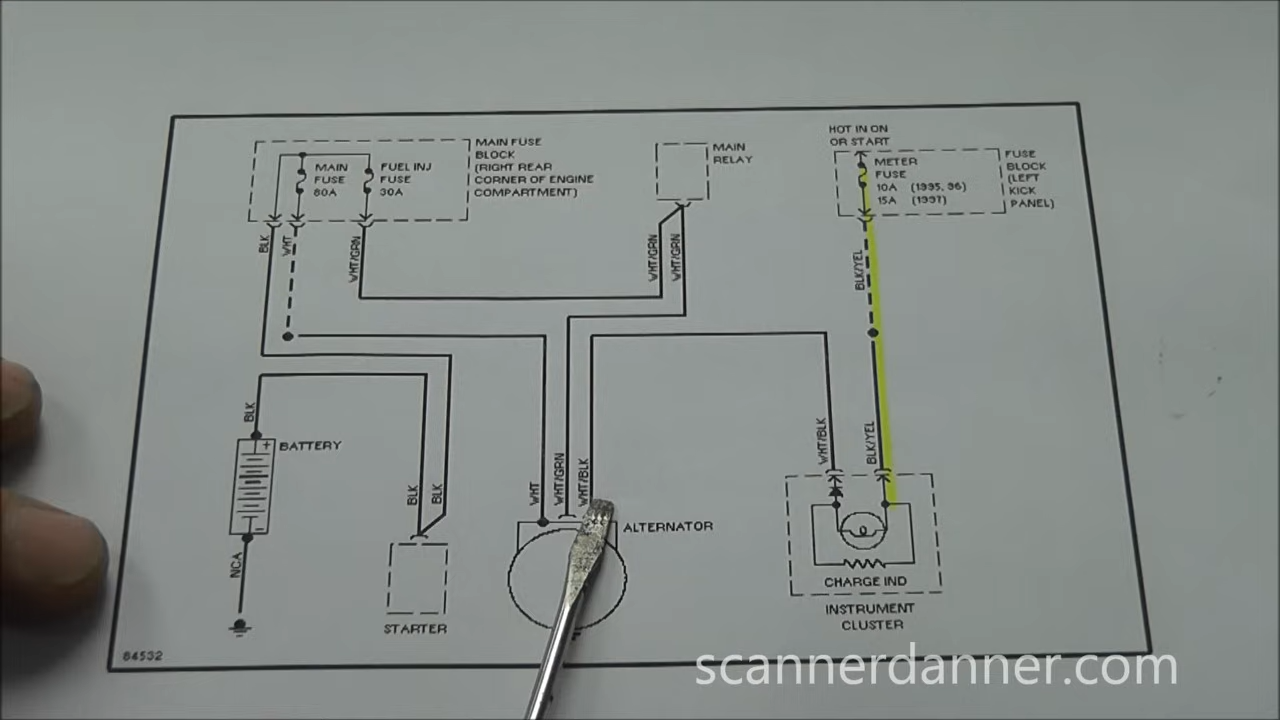 MAIN FUSE
BLOCK
(RIGHT REAR
CORNER OF ENGINE
COMPARTMENT)
MAIN
FUSE
80A
FUEL INJ
FUSE
30A
MAIN
RELAY
HOT IN ON
OR START
METER
FUSE
10A (1995, 96)
15A (1997)
FUSE
BLOCK
(LEFT
KICK
PANEL)
BLK
WHT
WHT/GRN
WHT/GRN
WHT/GRN
BLK/YEL
BLK
+
BATTERY
-
NCA
BLK
BLK
STARTER
WHT
WHT/GRN
WHT/BLK
ALTERNATOR
WHT/BLK
BLK/YEL
CHARGE IND
INSTRUMENT
CLUSTER
84532
scannerdanner.com